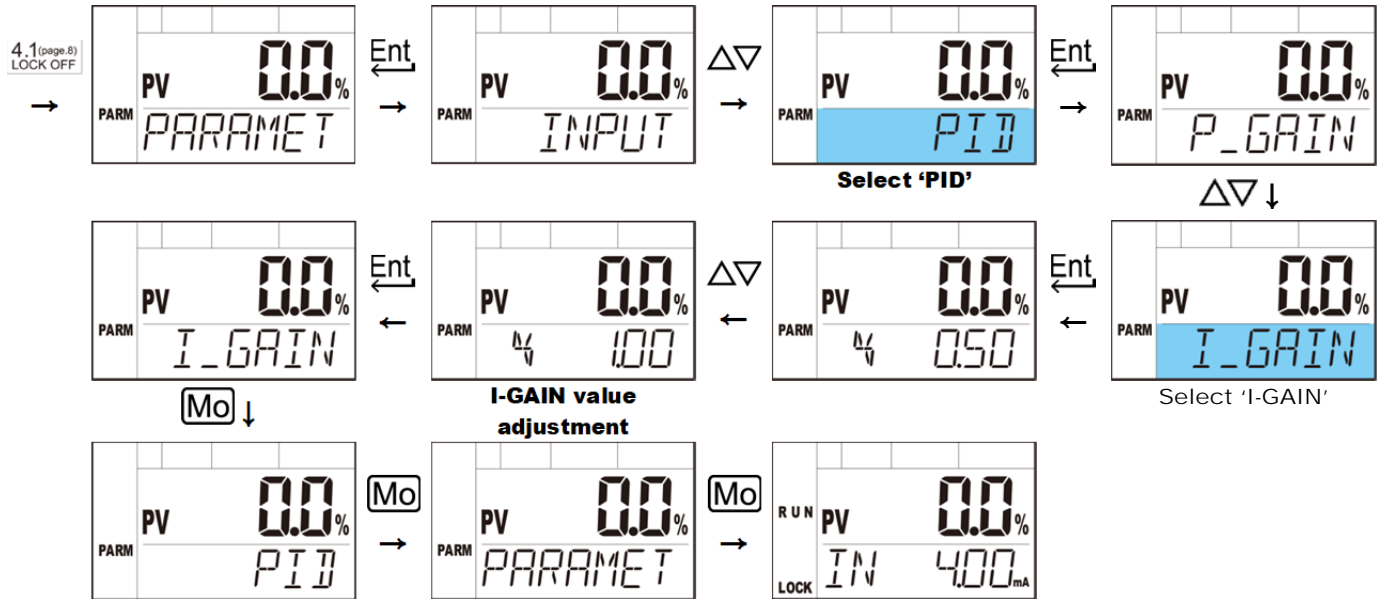 4.1(page.8)
LOCK OFF
→
PV 0.0%
PARM
PARAMET
Ent
→
PV 0.0%
PARM
INPUT
△▽
→
PV 0.0%
PARM
PID
Select ‘PID’
Ent
→
PV 0.0%
PARM
P_GAIN
△▽ ↓
PV 0.0%
PARM
I_GAIN
Ent
←
PV 0.0%
PARM
1.00
I-GAIN value
adjustment
△▽
←
PV 0.0%
PARM
0.50
Ent
←
PV 0.0%
PARM
I_GAIN
Select ‘I-GAIN’
Mo ↓
PV 0.0%
PARM
PID
Mo
→
PV 0.0%
PARM
PARAMET
Mo
→
RUN PV 0.0%
LOCK IN 4.00mA